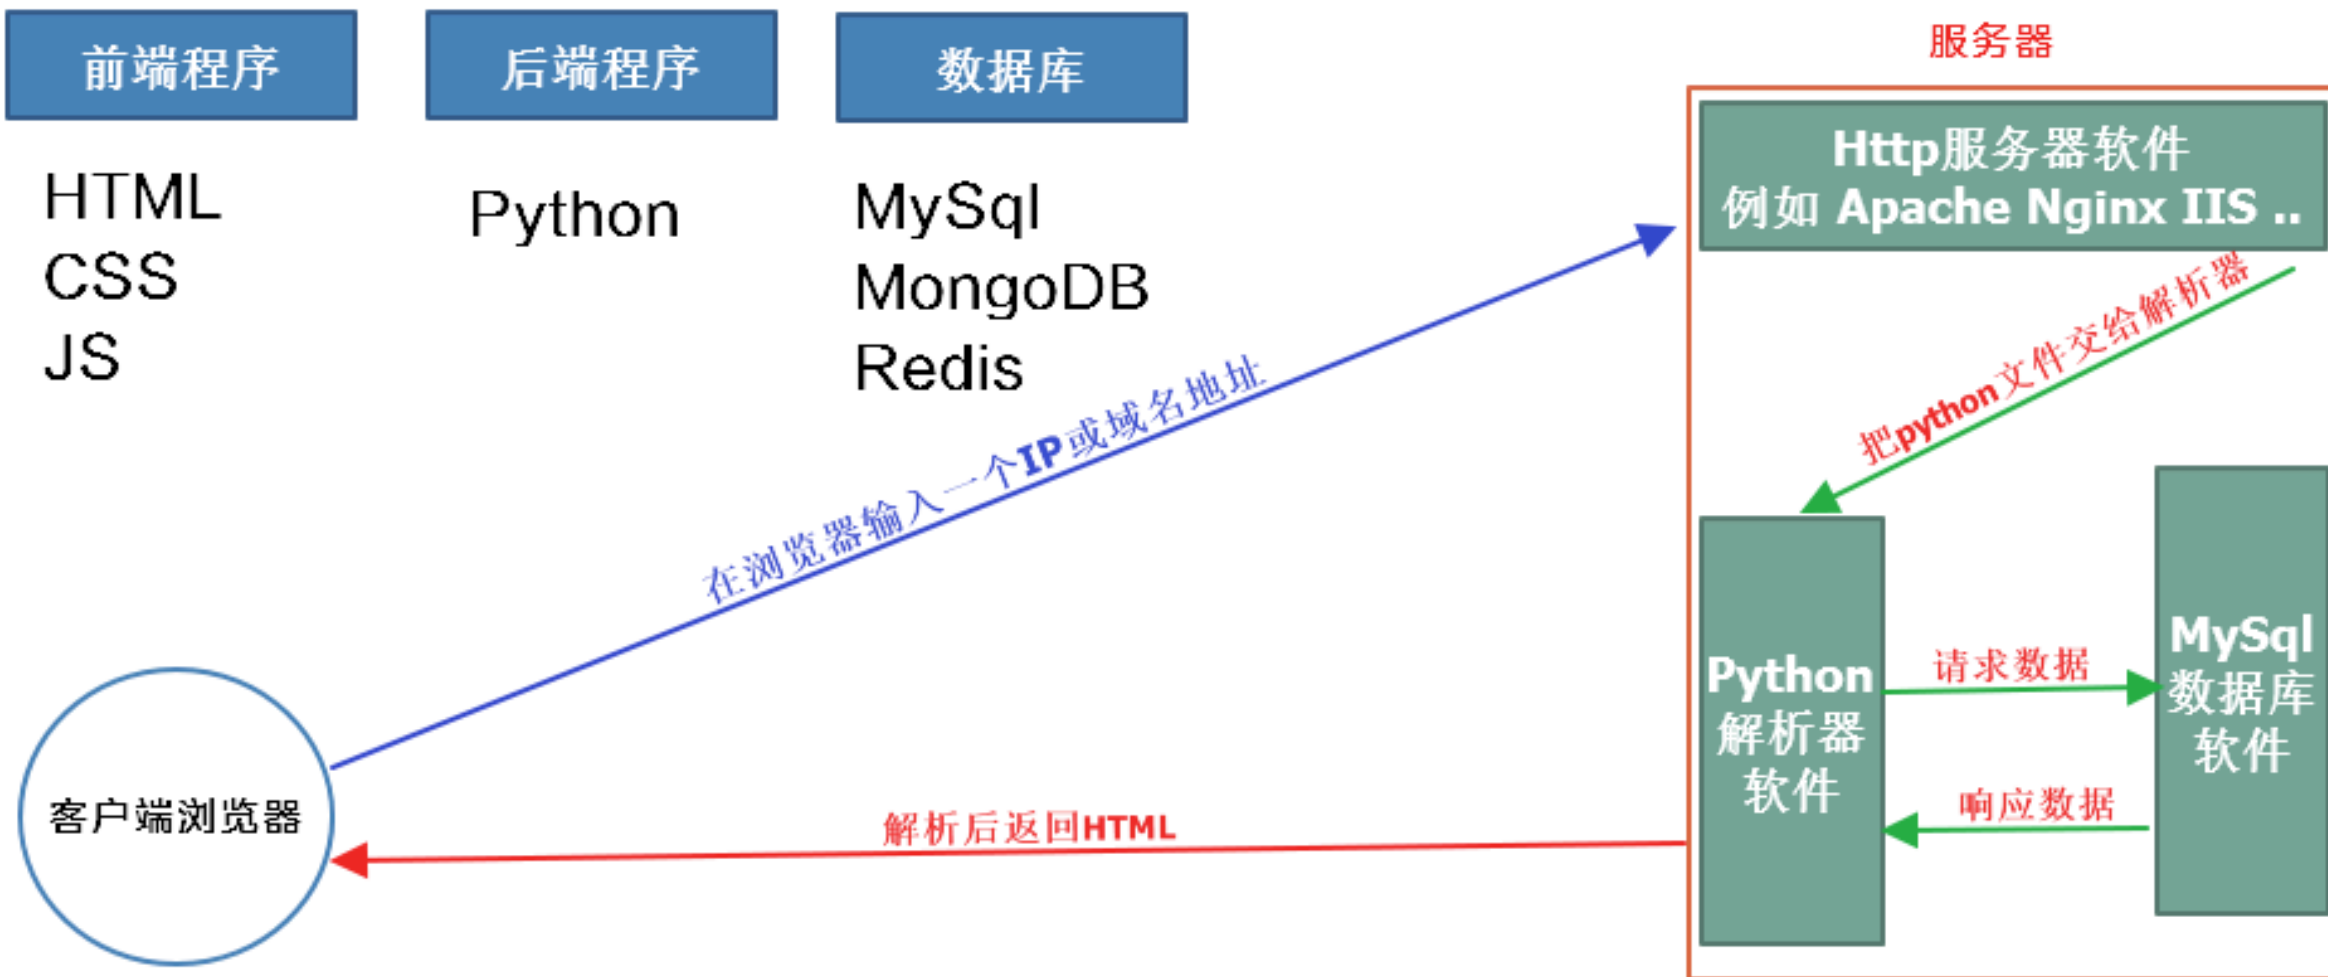 前端程序
后端程序
数据库
HTML
CSS
JS
Python
MySql
MongoDB
Redis
服务器
Http服务器软件
例如 Apache Nginx IIS ..
把python文件交给解析器
在浏览器输入一个IP或域名地址
Python
解析器
软件
请求数据
响应数据
MySql
数据库
软件
客户端浏览器
解析后返回HTML